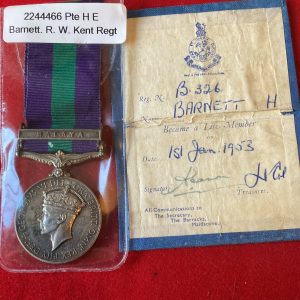 2244466 Pte H E
Barnett. R. W. Kent Regt
MALAYA
Reg. N.
B.326
Name
BARNETT H
Became a Life Member
Date
1st Jan. 1953
Signature
Treasurer.
All Communications to
The Secretary,
The Barracks,
Maidstone.